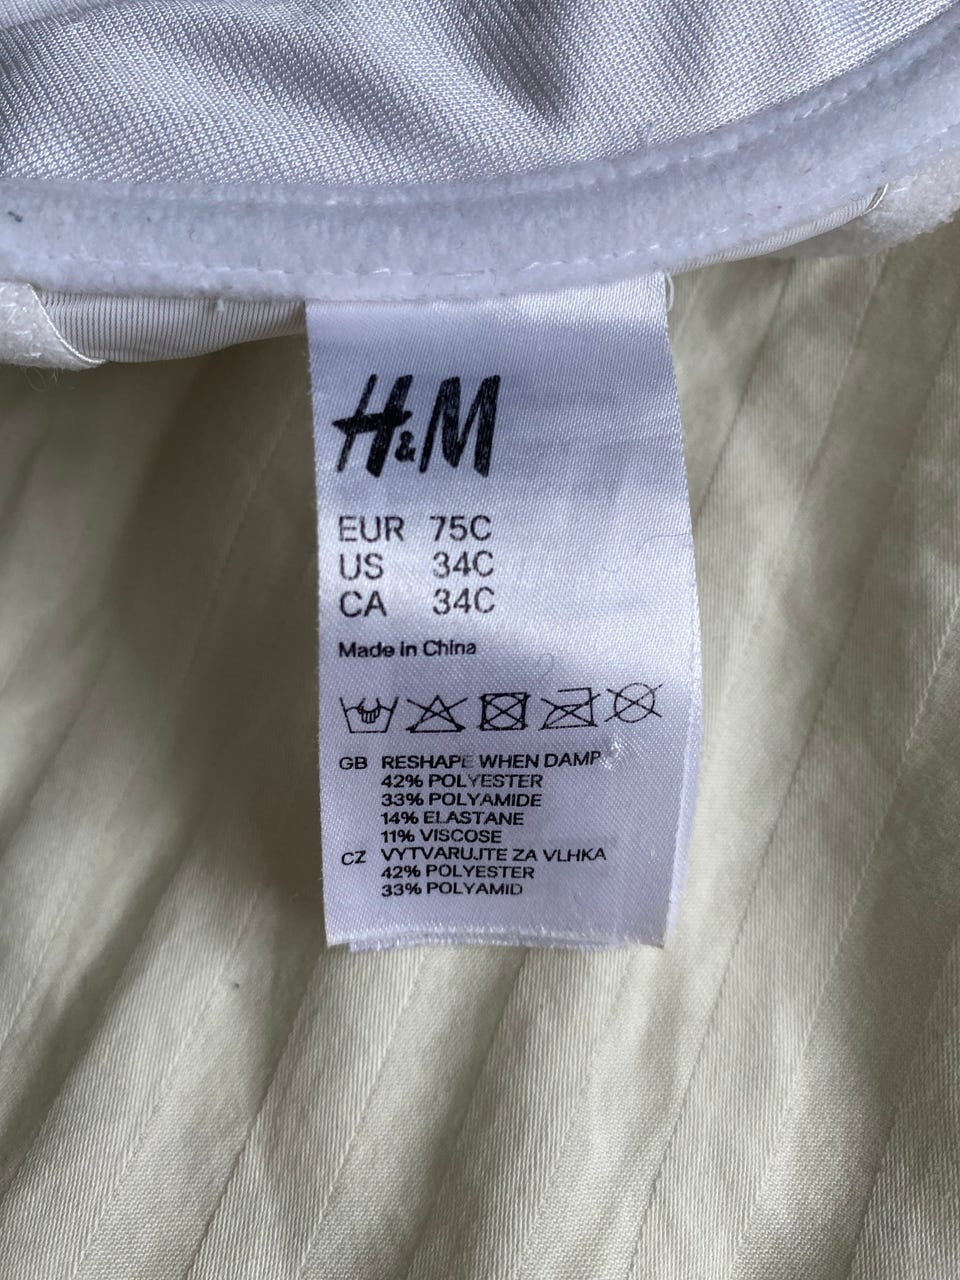 H&M
EUR 75C
US 34C
CA 34C
Made in China
GB RESHAPE WHEN DAMP
42% POLYESTER
33% POLYAMIDE
14% ELASTANE
11% VISCOSE
CZ VYTVARUJTE ZA VLHKA
42% POLYESTER
33% POLYAMID